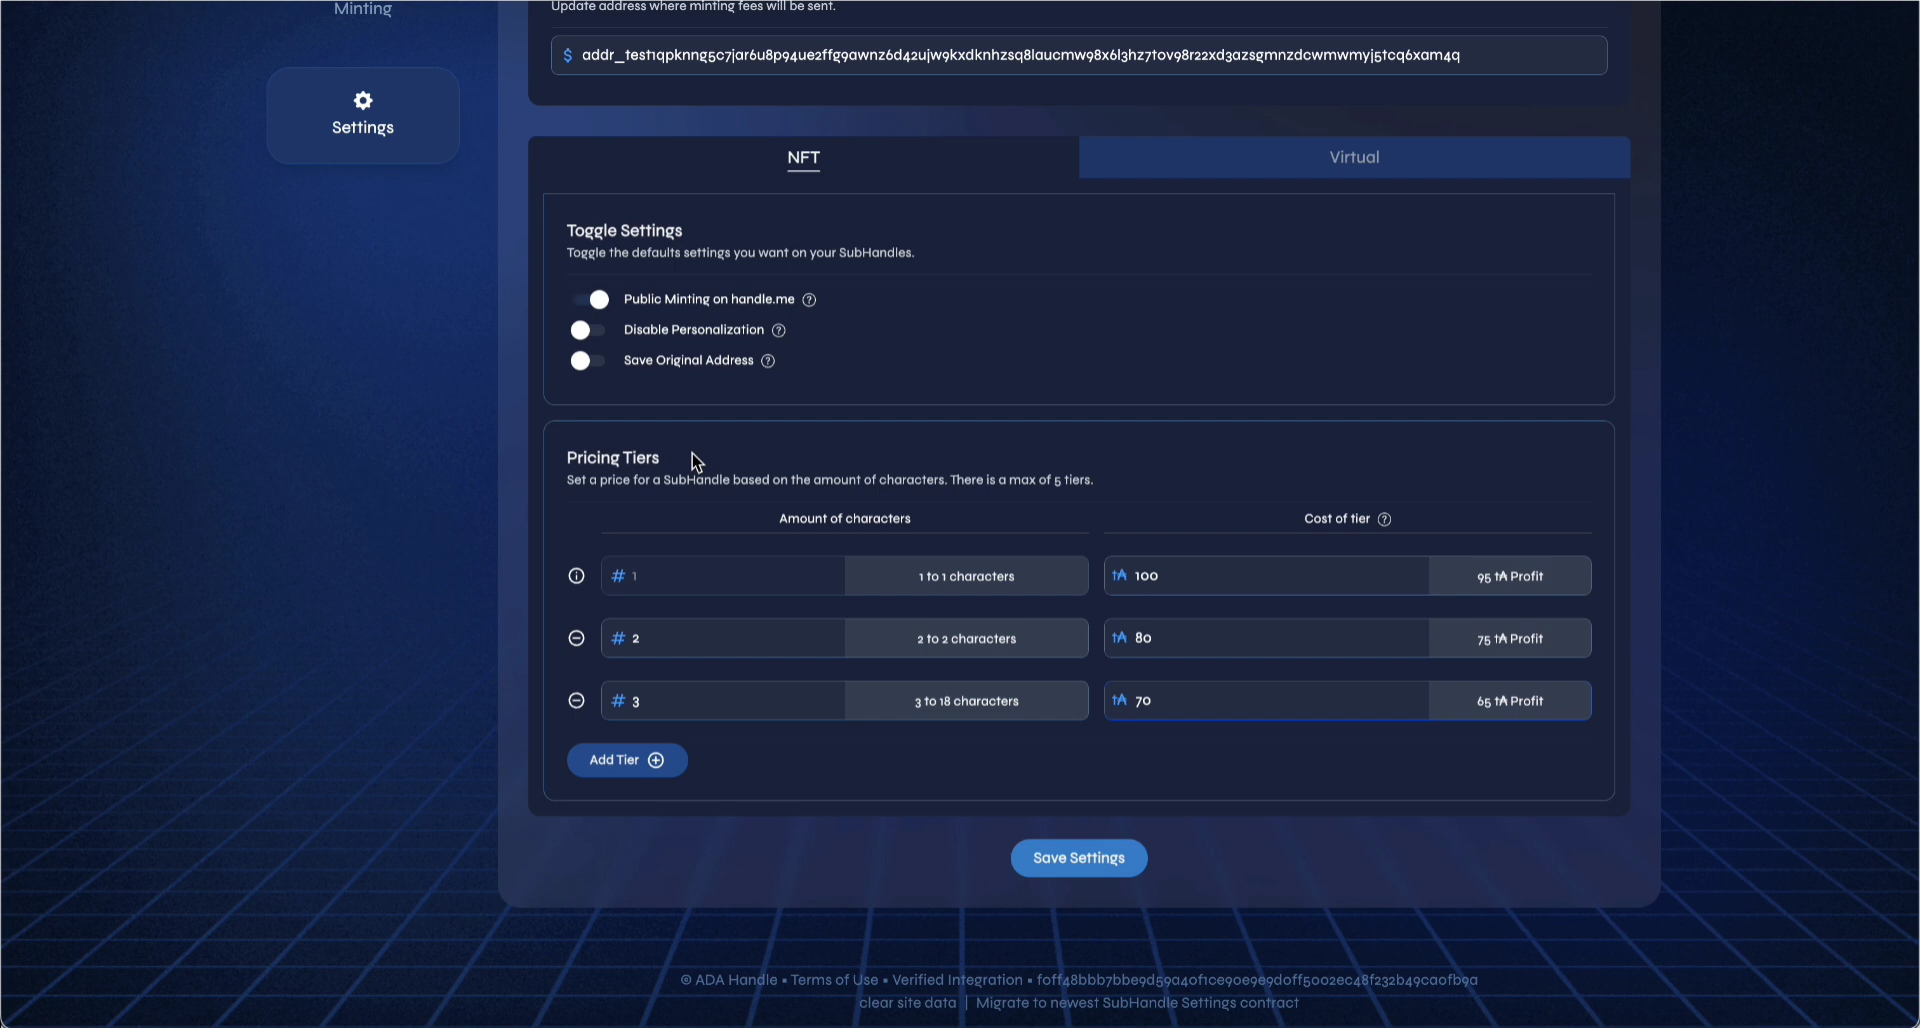 Minting
Update address where minting fees will be sent.
$ addr_test1qpknng5c7jar6u8p94ue2ffg9awnz6d42ujw9kxdknhzsq8laucmw98x6l3hz7tov98r22xd3azsgmnzdcwmwmyj5tcq6xam4q
Settings
NFT
Virtual
Toggle Settings
Toggle the defaults settings you want on your SubHandles.
Public Minting on handle.me
Disable Personalization
Save Original Address
Pricing Tiers
Set a price for a SubHandle based on the amount of characters. There is a max of 5 tiers.
Amount of characters
Cost of tier
# 1
1 to 1 characters
t₳ 100
95 t₳ Profit
# 2
2 to 2 characters
t₳ 80
75 t₳ Profit
# 3
3 to 18 characters
t₳ 70
65 t₳ Profit
Add Tier
Save Settings
© ADA Handle ▪ Terms of Use ▪ Verified Integration ▪ f0ff48bbb7bbe9d59a40f1ce90e9e9d0ff5002ec48f232b49ca0fb9a
clear site data | Migrate to newest SubHandle Settings contract